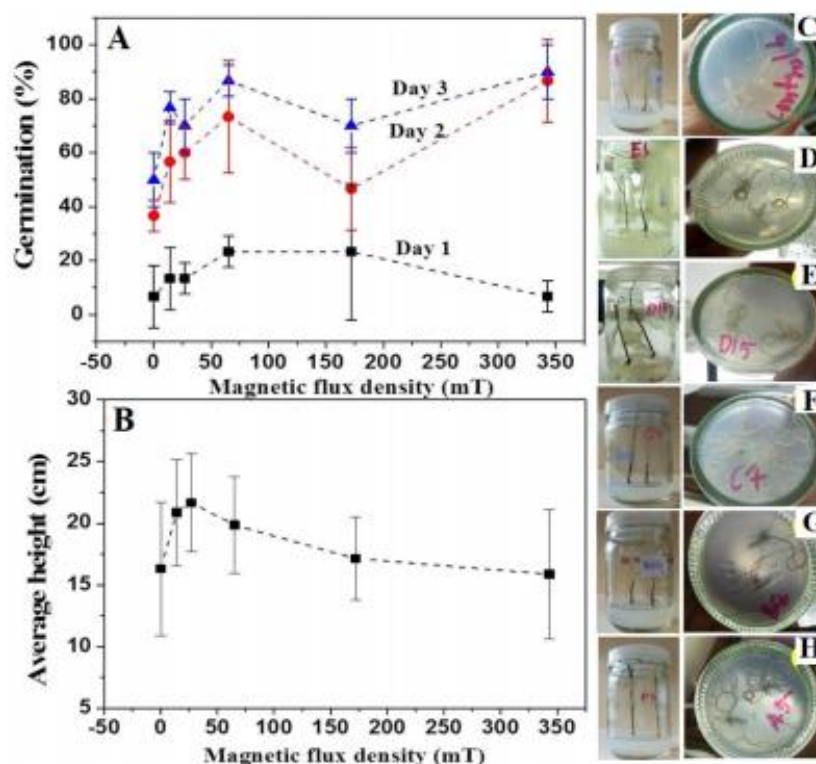 A
Germination (%)
100
80
60
40
20
0
Day 3
Day 2
Day 1
-50 0 50 100 150 200 250 300 350
Magnetic flux density (mT)
B
Average height (cm)
30
25
20
15
10
5
-50 0 50 100 150 200 250 300 350
Magnetic flux density (mT)
C
D
E1
E
D15
F
C7
G
H